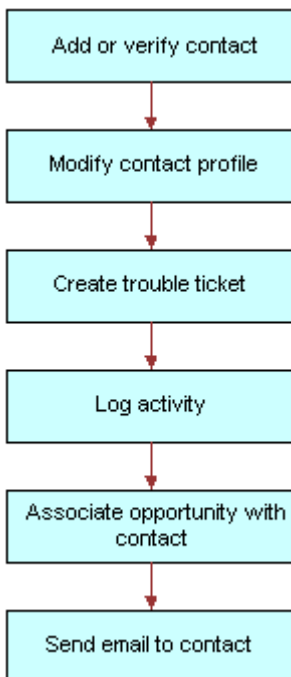 Add or verify contact
Modify contact profile
Create trouble ticket
Log activity
Associate opportunity with
contact
Send email to contact